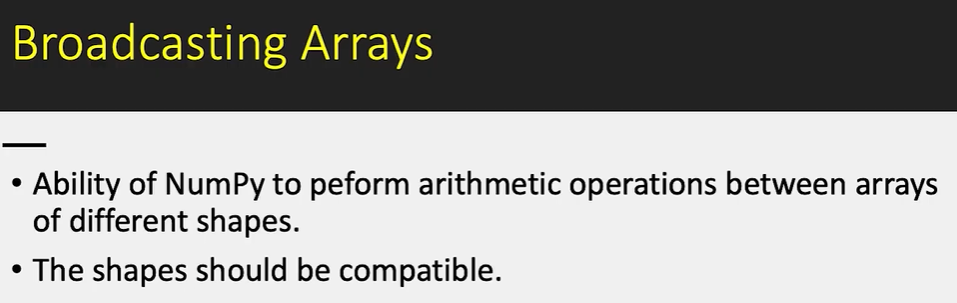 Broadcasting Arrays
• Ability of NumPy to peform arithmetic operations between arrays
of different shapes.
• The shapes should be compatible.